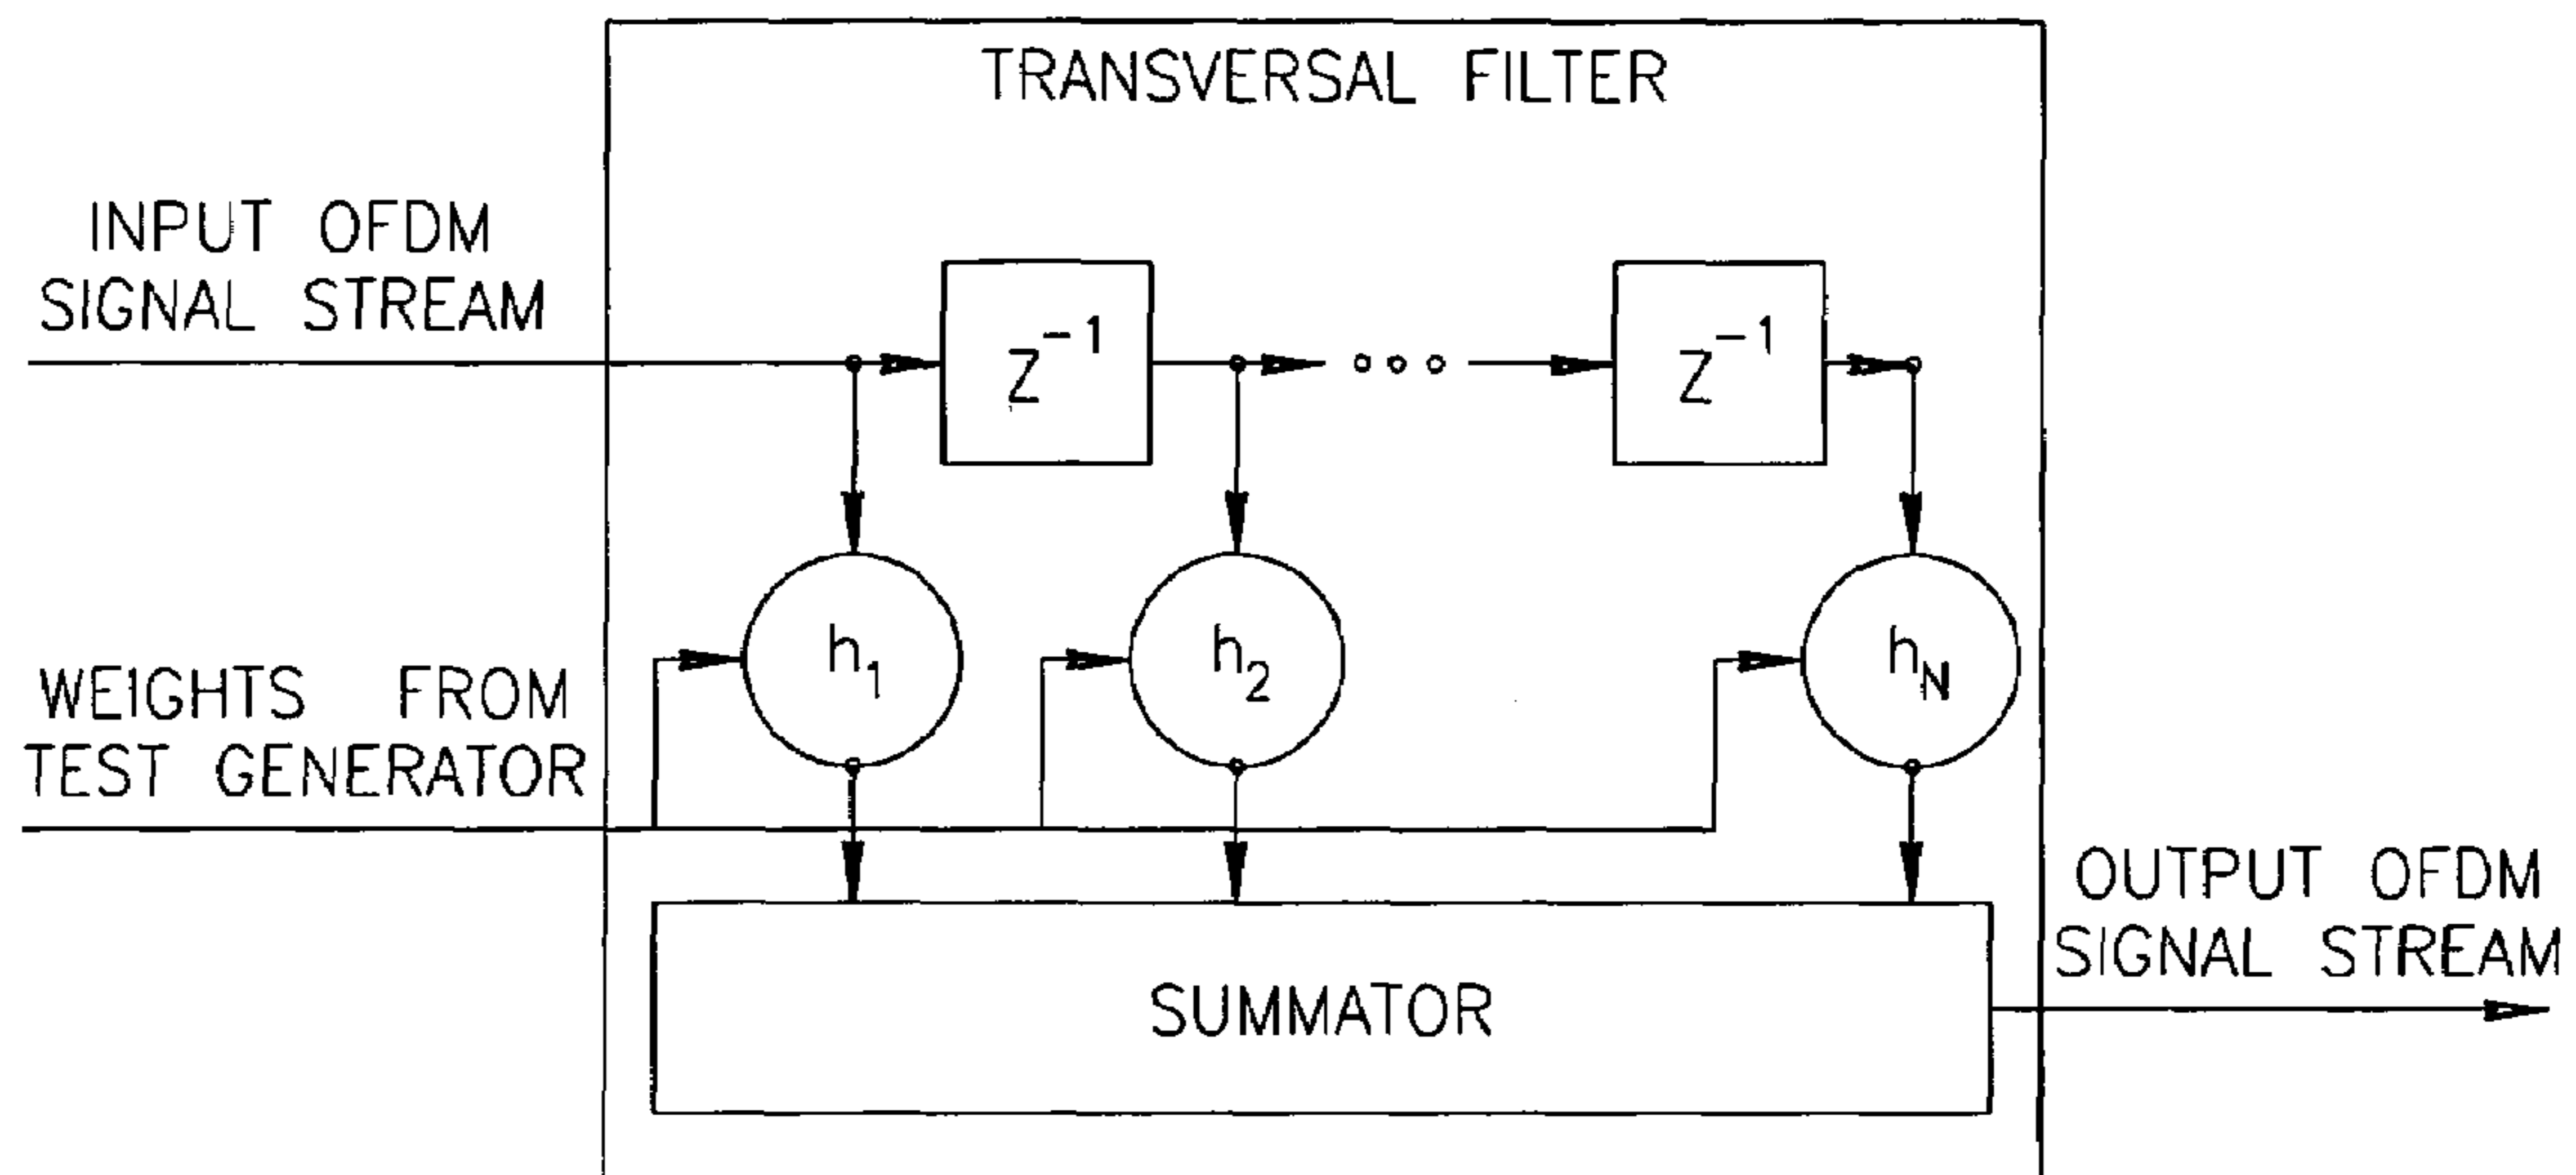 TRANSVERSAL FILTER
INPUT OFDM
SIGNAL STREAM
Z⁻¹
Z⁻¹
h₁
h₂
h_N
WEIGHTS FROM
TEST GENERATOR
SUMMATOR
OUTPUT OFDM
SIGNAL STREAM